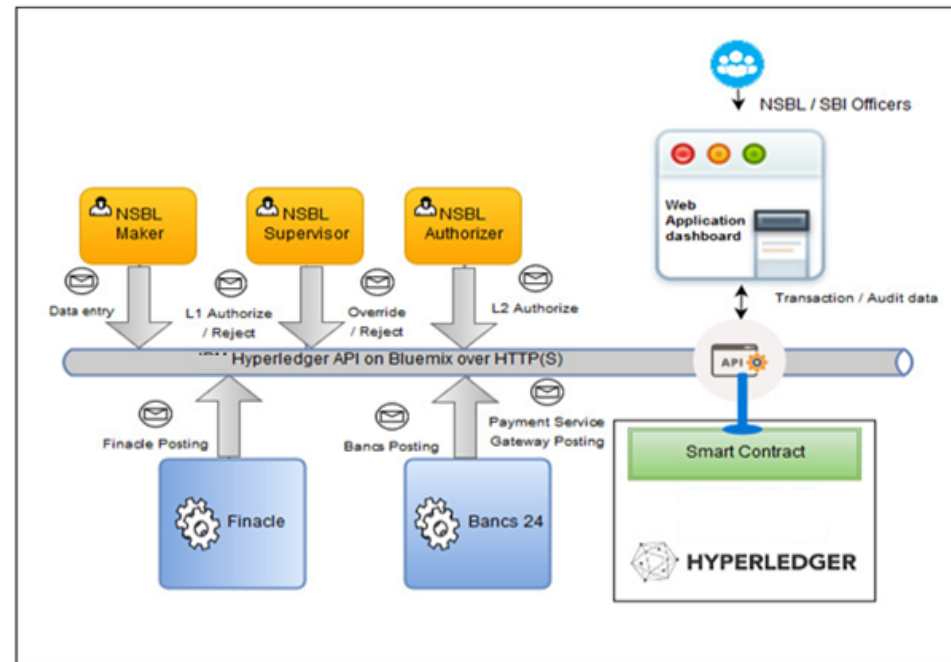 NSBL / SBI Officers
Web
Application
dashboard
NSBL
Maker
NSBL
Supervisor
NSBL
Authorizer
Data entry
L1 Authorize
/ Reject
Override
/ Reject
L2 Authorize
Transaction / Audit data
Hyperledger API on Bluemix over HTTP(S)
API
Finacle Posting
Bancs Posting
Payment Service
Gateway Posting
Smart Contract
Finacle
Bancs 24
HYPERLEDGER